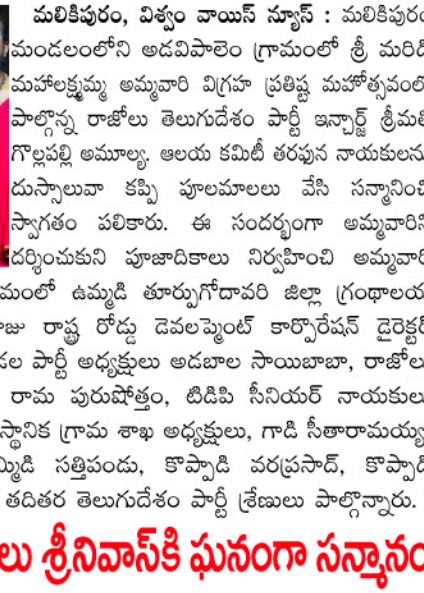 మలికిపురం, విశ్వం వాయిస్ న్యూస్ : మలికిపురం
మండలంలోని అడవిపాలెం గ్రామంలో శ్రీ మరిడి
మహాలక్ష్మమ్మ అమ్మవారి విగ్రహ ప్రతిష్ట మహోత్సవంలో
పాల్గొన్న రాజోలు తెలుగుదేశం పార్టీ ఇన్చార్జ్ శ్రీమతి
గొల్లపల్లి అమూల్య. ఆలయ కమిటీ తరఫున నాయకులను
దుస్సాలువా కప్పి పూలమాలలు వేసి సన్మానించి
స్వాగతం పలికారు. ఈ సందర్భంగా అమ్మవారిని
దర్శించుకుని పూజాదికాలు నిర్వహించి అమ్మవారి
మంలో ఉమ్మడి తూర్పుగోదావరి జిల్లా గ్రంథాలయ
జు రాష్ట్ర రోడ్డు డెవలప్మెంట్ కార్పొరేషన్ డైరెక్టర్
డల పార్టీ అధ్యక్షులు అడబాల సాయిబాబా, రాజోలు
రామ పురుషోత్తం, టిడిపి సీనియర్ నాయకులు
స్థానిక గ్రామ శాఖ అధ్యక్షులు, గాడి సీతారామయ్య
మ్మిడి సత్తిపండు, కొప్పాడి వరప్రసాద్, కొప్పాడి
తదితర తెలుగుదేశం పార్టీ శ్రేణులు పాల్గొన్నారు.
లు శ్రీనివాస్‌కి ఘనంగా సన్మానం